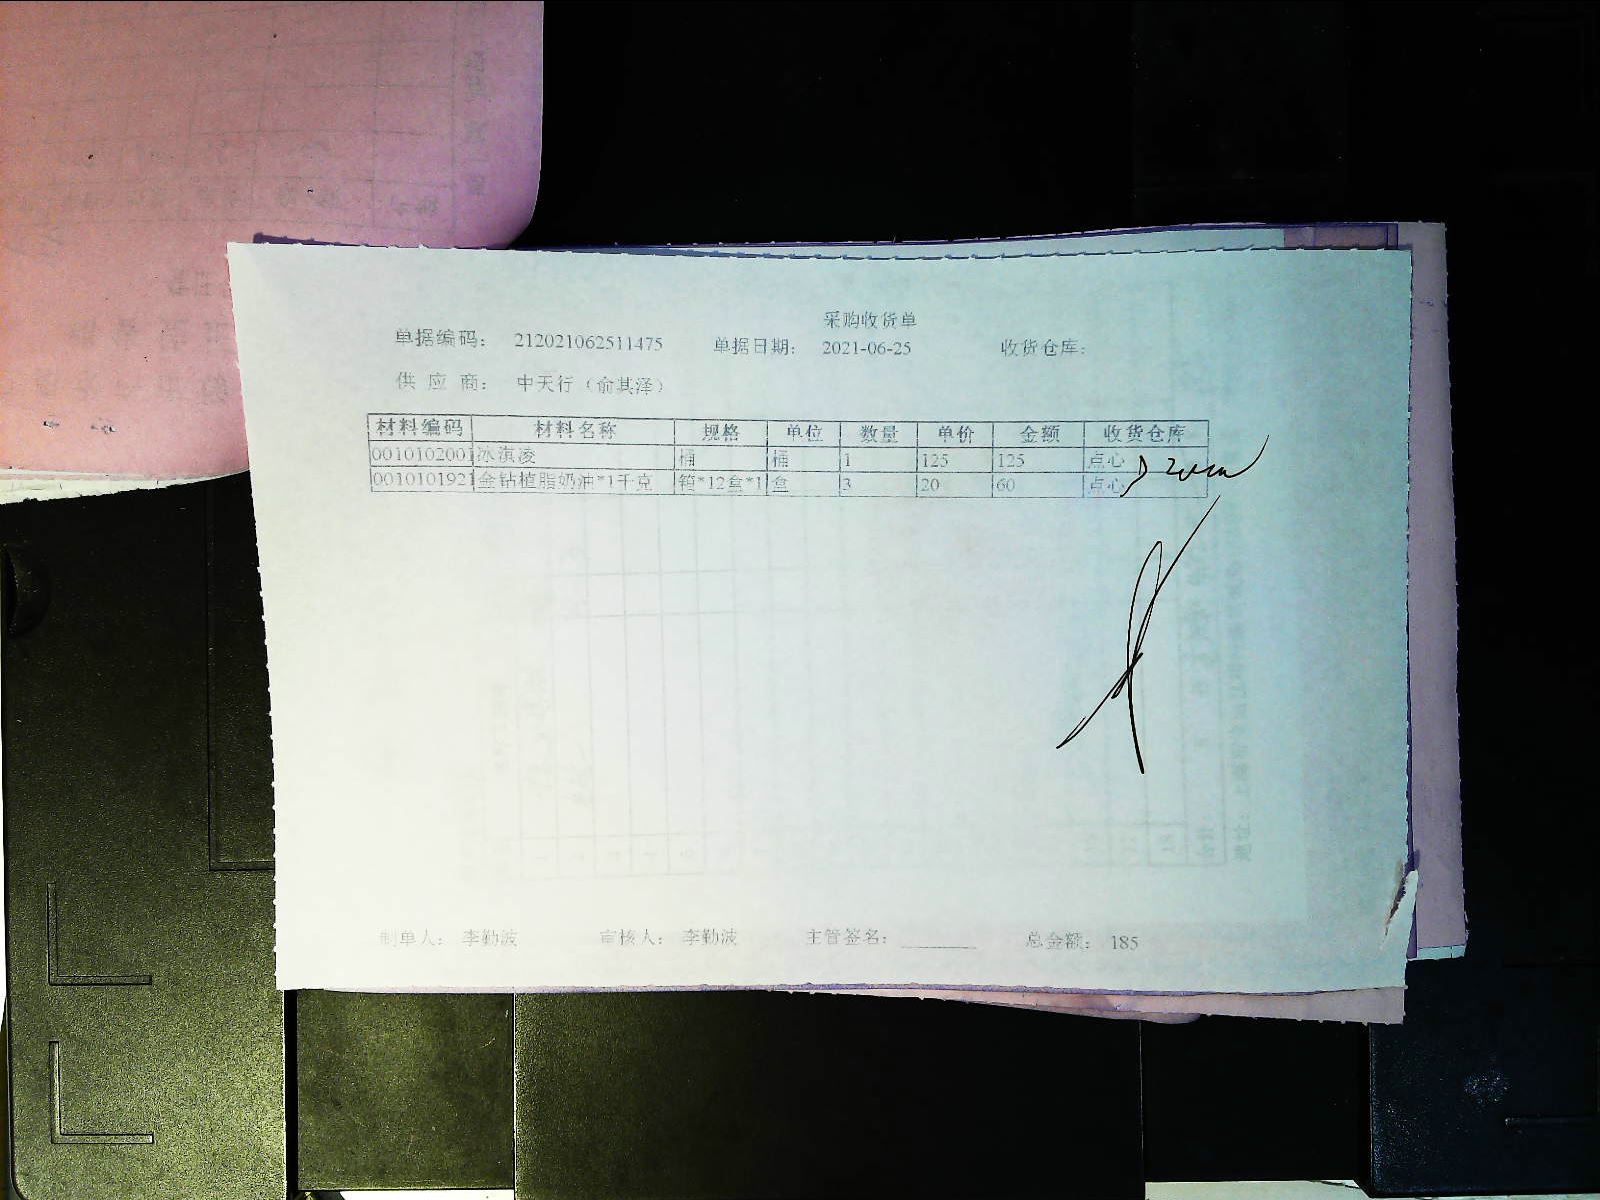 采购收货单
单据编码： 212021062511475 单据日期： 2021-06-25 收货仓库：
供 应 商： 中天行（俞其泽）
材料编码 材料名称 规格 单位 数量 单价 金额 收货仓库
0010102001 冰淇凌 桶 桶 1 125 125 点心
0010101921 金钻植脂奶油*1千克 箱*12盒*1 盒 3 20 60 点心
制单人： 李勤波 审核人： 李勤波 主管签名： 总金额： 185